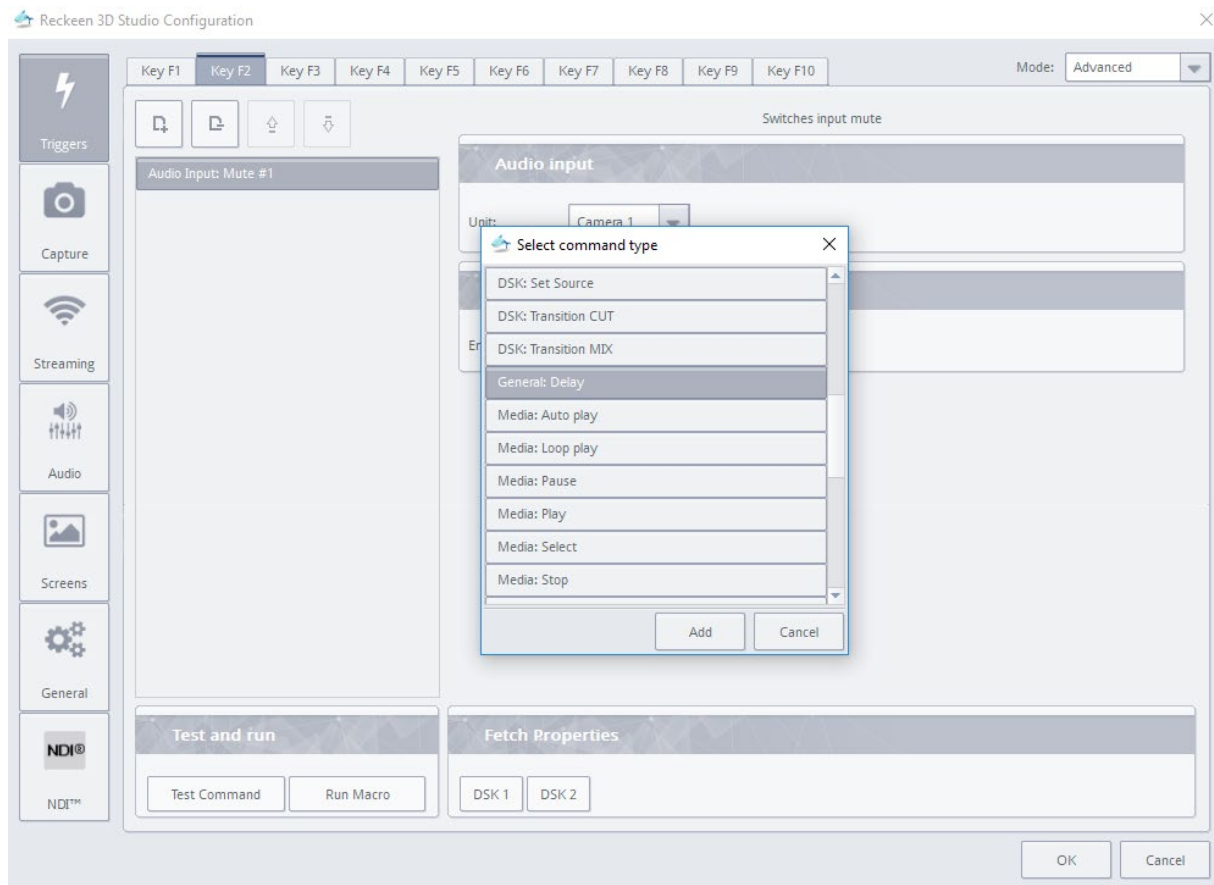 Reckeen 3D Studio Configuration
Key F1 Key F2 Key F3 Key F4 Key F5 Key F6 Key F7 Key F8 Key F9 Key F10
Mode: Advanced
Triggers
Capture
Streaming
Audio
Screens
General
NDI®
NDI™
Audio Input: Mute #1
Switches input mute
Audio input
Unit: Camera 1
Select command type
DSK: Set Source
DSK: Transition CUT
DSK: Transition MIX
General: Delay
Media: Auto play
Media: Loop play
Media: Pause
Media: Play
Media: Select
Media: Stop
Add Cancel
Test and run
Test Command Run Macro
Fetch Properties
DSK 1 DSK 2
OK Cancel